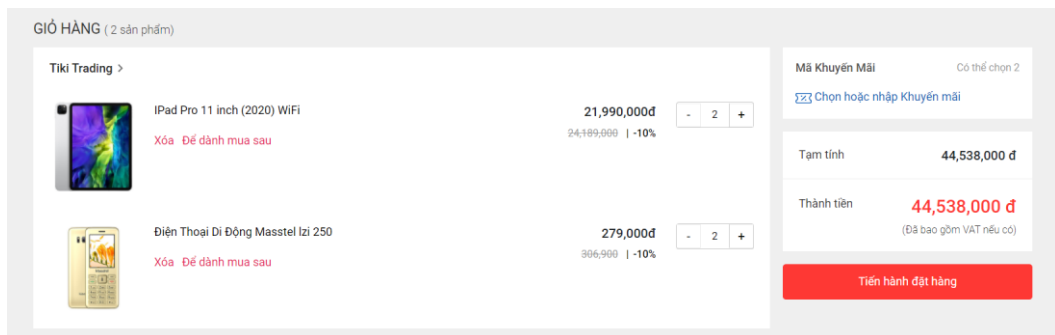 GIỎ HÀNG ( 2 sản phẩm)
Tiki Trading >
IPad Pro 11 inch (2020) WiFi
21,990,000đ
- 2 +
Xóa Để dành mua sau
24,189,000 | -10%
Điện Thoại Di Động Masstel Izi 250
279,000đ
- 2 +
Xóa Để dành mua sau
306,900 | -10%
Mã Khuyến Mãi
Có thể chọn 2
Chọn hoặc nhập Khuyến mãi
Tạm tính
44,538,000 đ
Thành tiền
44,538,000 đ
(Đã bao gồm VAT nếu có)
Tiến hành đặt hàng